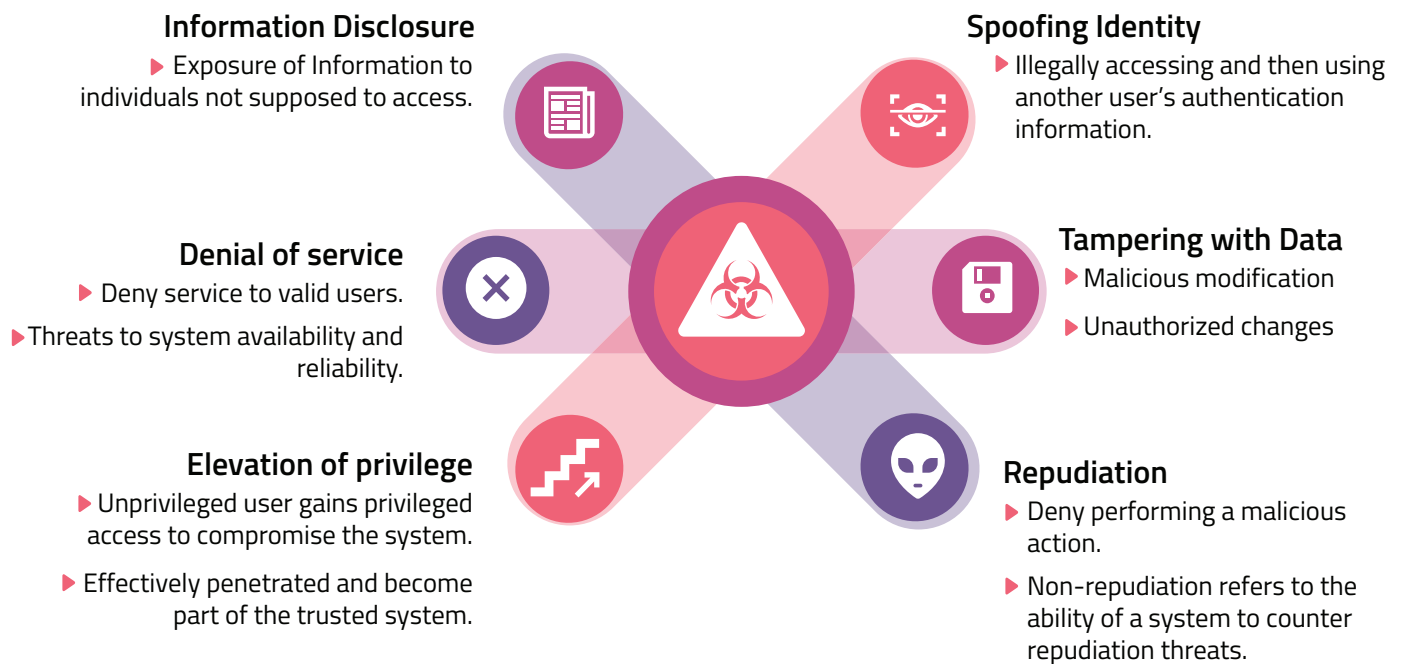 Information Disclosure
Exposure of Information to
individuals not supposed to access.
Denial of service
Deny service to valid users.
Threats to system availability and
reliability.
Elevation of privilege
Unprivileged user gains privileged
access to compromise the system.
Effectively penetrated and become
part of the trusted system.
Spoofing Identity
Illegally accessing and then using
another user’s authentication
information.
Tampering with Data
Malicious modification
Unauthorized changes
Repudiation
Deny performing a malicious
action.
Non-repudiation refers to the
ability of a system to counter
repudiation threats.